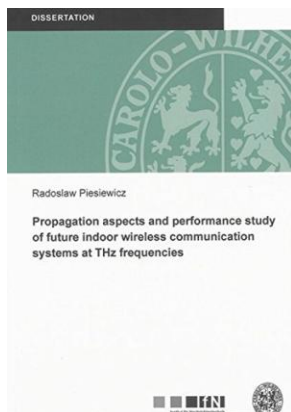 DISSERTATION
CAROLO-WILHE
Radoslaw Piesiewicz
Propagation aspects and performance study
of future indoor wireless communication
systems at THz frequencies
IfN